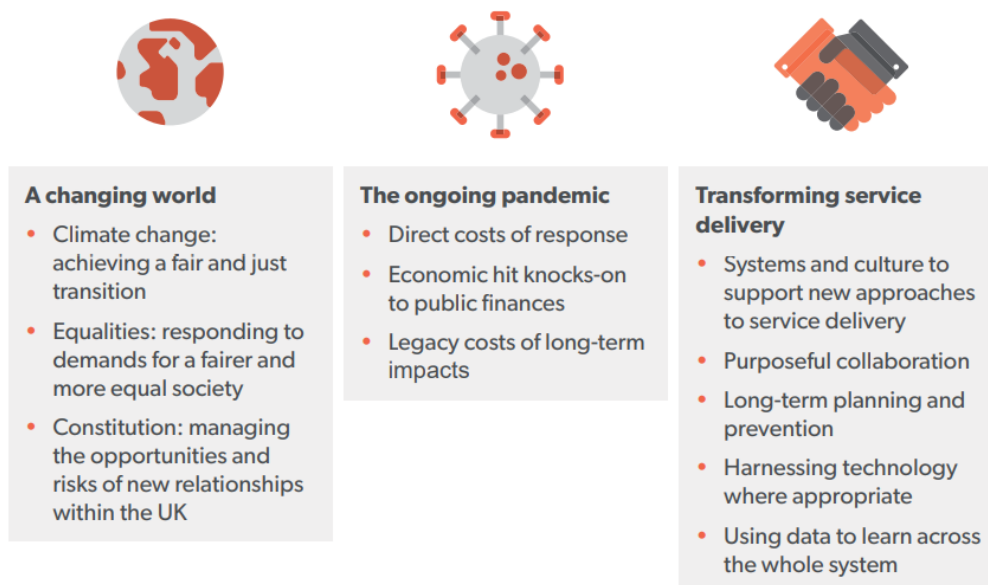 A changing world
• Climate change:
achieving a fair and just
transition
• Equalities: responding to
demands for a fairer and
more equal society
• Constitution: managing
the opportunities and
risks of new relationships
within the UK
The ongoing pandemic
• Direct costs of response
• Economic hit knocks-on
to public finances
• Legacy costs of long-term
impacts
Transforming service
delivery
• Systems and culture to
support new approaches
to service delivery
• Purposeful collaboration
• Long-term planning and
prevention
• Harnessing technology
where appropriate
• Using data to learn across
the whole system